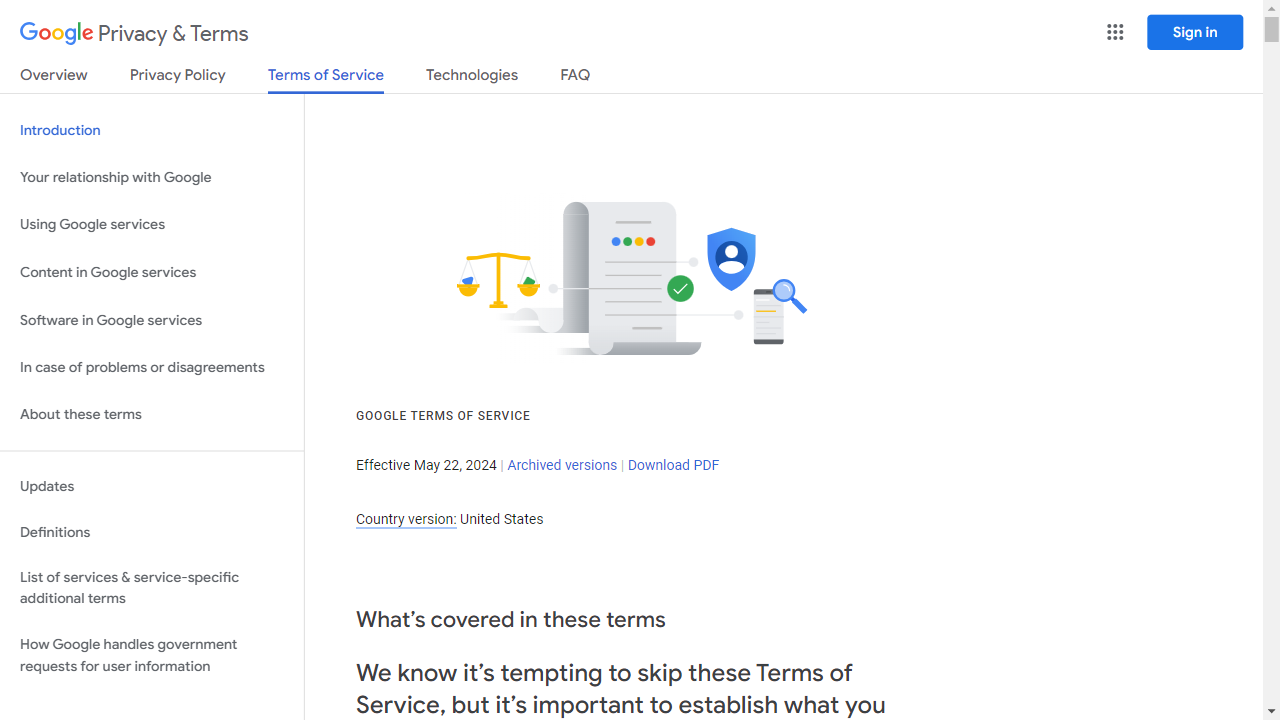 Google Privacy & Terms
Sign in
Overview
Privacy Policy
Terms of Service
Technologies
FAQ
Introduction
Your relationship with Google
Using Google services
Content in Google services
Software in Google services
In case of problems or disagreements
About these terms
Updates
Definitions
List of services & service-specific
additional terms
How Google handles government
requests for user information
GOOGLE TERMS OF SERVICE
Effective May 22, 2024 | Archived versions | Download PDF
Country version: United States
What’s covered in these terms
We know it’s tempting to skip these Terms of
Service, but it’s important to establish what you